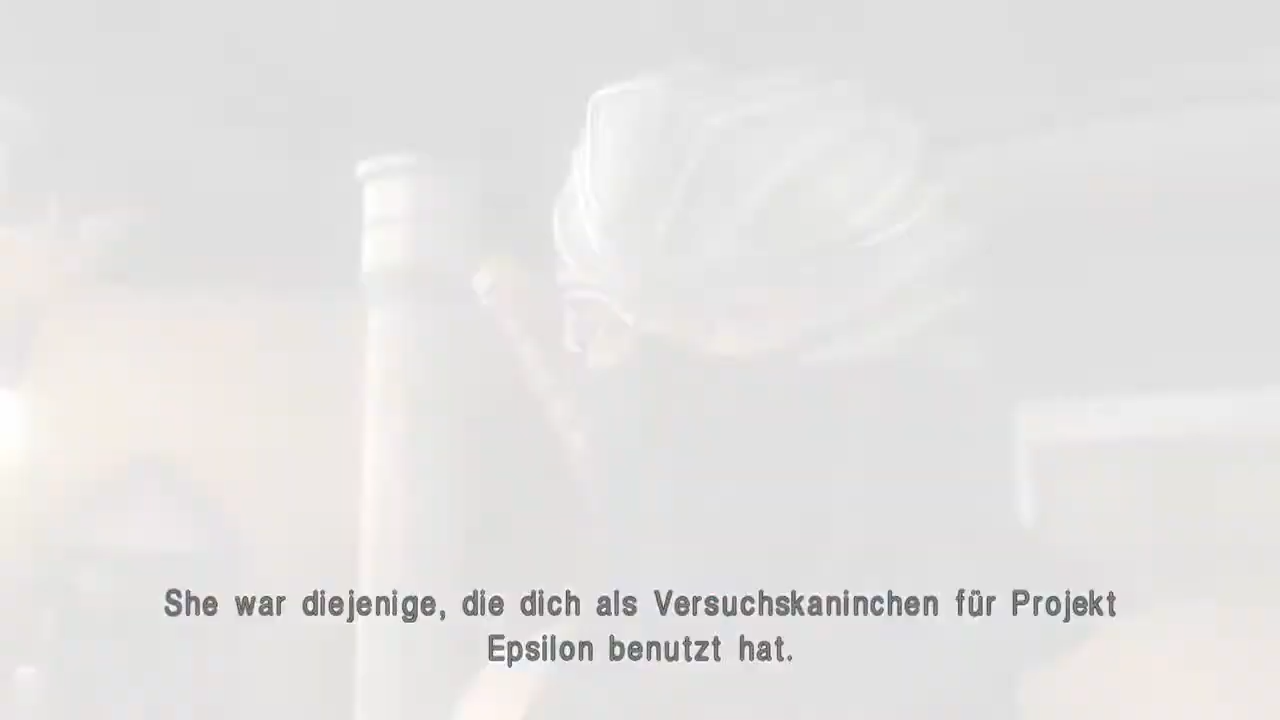 She war diejenige, die dich als Versuchskaninchen für Projekt
Epsilon benutzt hat.